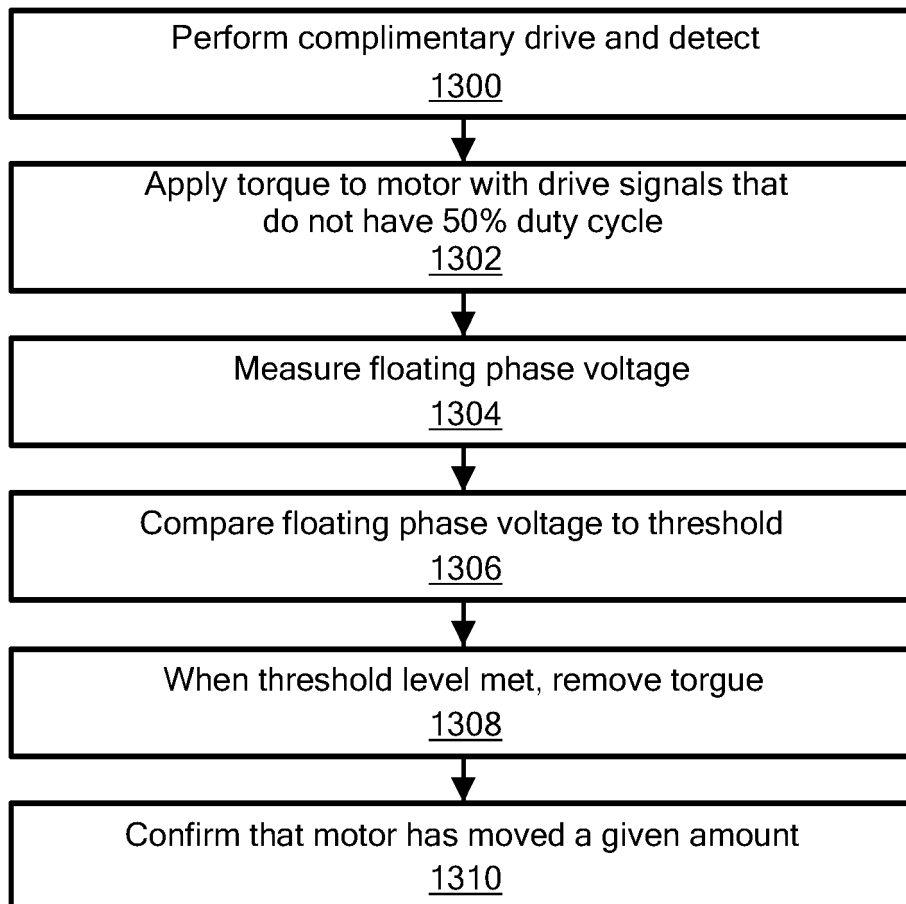 Perform complimentary drive and detect
1300
Apply torque to motor with drive signals that
do not have 50% duty cycle
1302
Measure floating phase voltage
1304
Compare floating phase voltage to threshold
1306
When threshold level met, remove torgue
1308
Confirm that motor has moved a given amount
1310